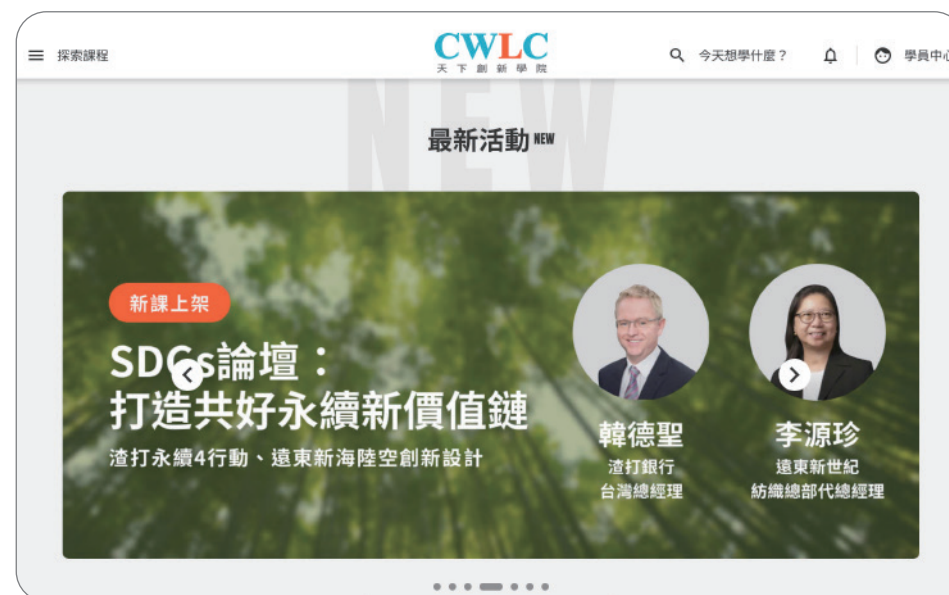 探索課程
CWLC
天下創新學院
今天想學什麼？
學員中心
NEW
最新活動 NEW
新課上架
SDGs論壇：
打造共好永續新價值鏈
渣打永續4行動、遠東新海陸空創新設計
韓德聖
渣打銀行
台灣總經理
李源珍
遠東新世紀
紡織總部代總經理